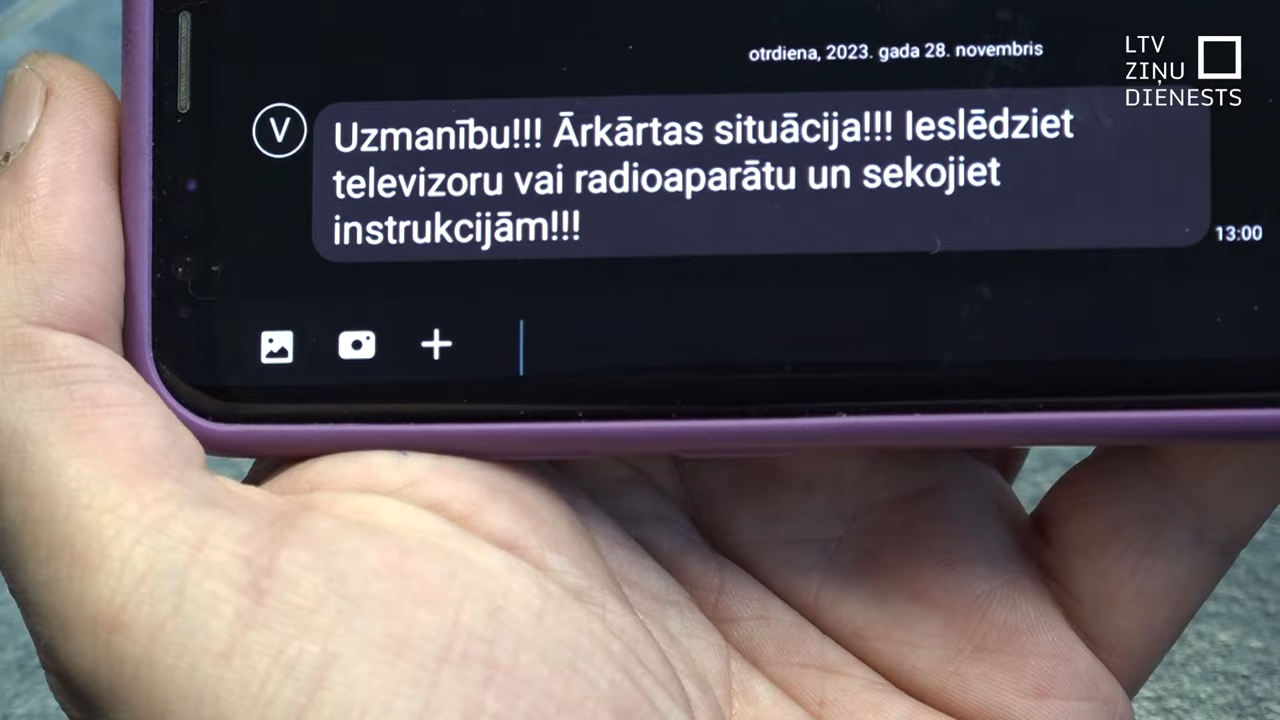 otrdiena, 2023. gada 28. novembris
LTV
ZIŅU
DIENESTS
V
Uzmanību!!! Ārkārtas situācija!!! Ieslēdziet
televizoru vai radioaparātu un sekojiet
instrukcijām!!!
13:00